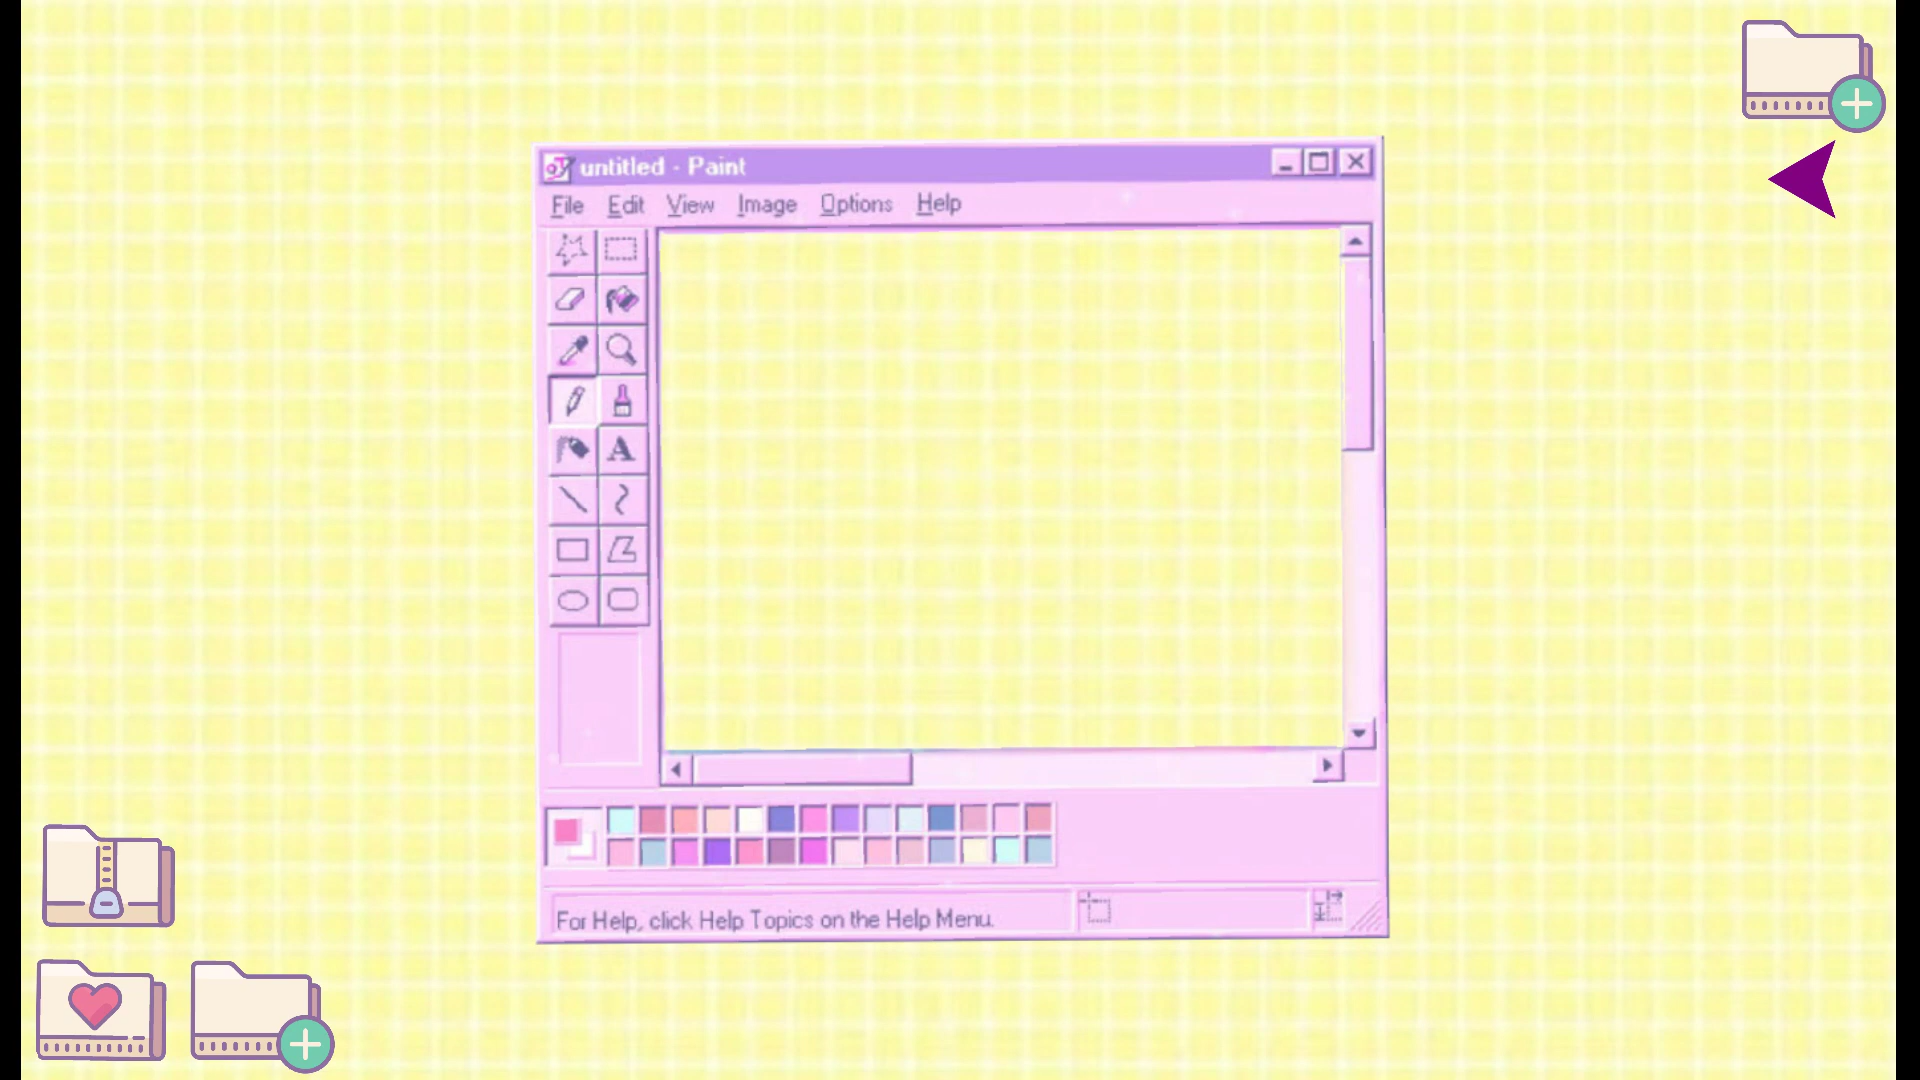 untitled - Paint
File Edit View Image Options Help
A
For Help, click Help Topics on the Help Menu.